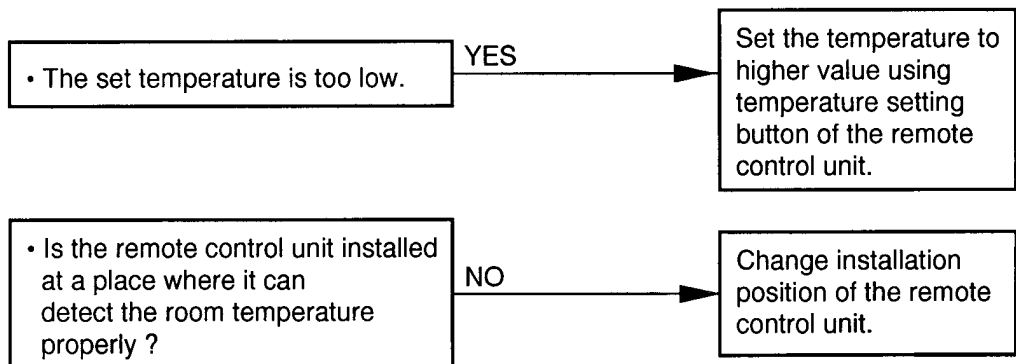 • The set temperature is too low.
YES
Set the temperature to
higher value using
temperature setting
button of the remote
control unit.
• Is the remote control unit installed
at a place where it can
detect the room temperature
properly ?
NO
Change installation
position of the remote
control unit.